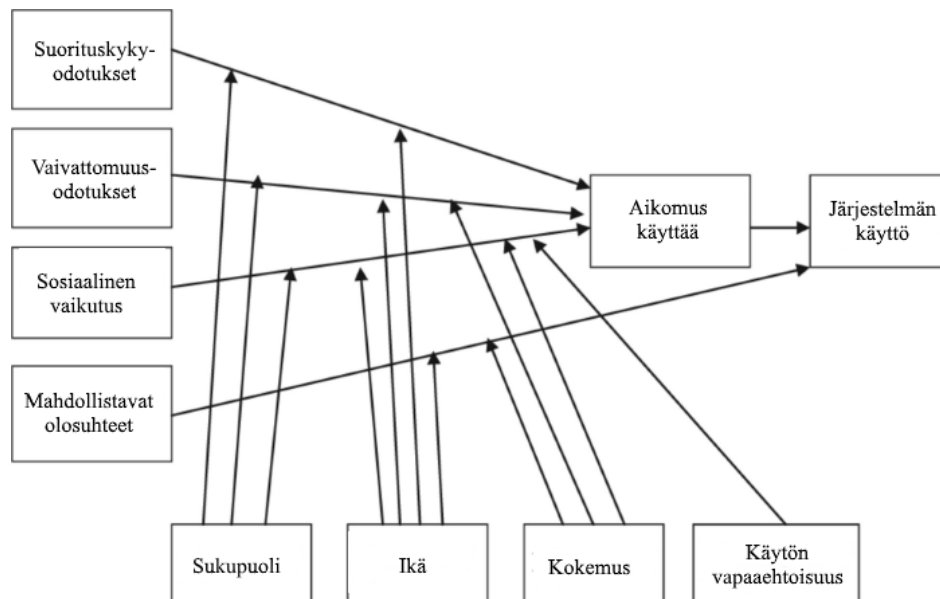 Suorituskyky-
odotukset
Vaivattomuus-
odotukset
Sosiaalinen
vaikutus
Mahdollistavat
olosuhteet
Aikomus
käyttää
Järjestelmän
käyttö
Sukupuoli
Ikä
Kokemus
Käytön
vapaaehtoisuus